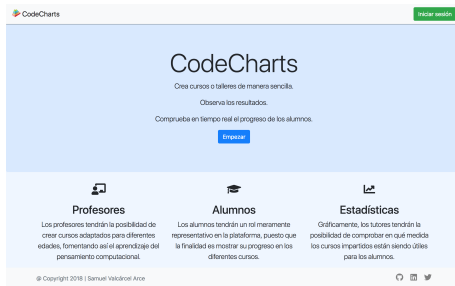 CodeCharts
Iniciar sesión
CodeCharts
Crea cursos o talleres de manera sencilla.
Observa los resultados.
Comprueba en tiempo real el progreso de los alumnos.
Empezar
Profesores
Los profesores tendrán la posibilidad de
crear cursos adaptados para diferentes
edades, fomentando así el aprendizaje del
pensamiento computacional.
Alumnos
Los alumnos tendrán un rol meramente
representativo en la plataforma, puesto que
la finalidad es mostrar su progreso en los
diferentes cursos.
Estadísticas
Gráficamente, los tutores tendrán la
posibilidad de comprobar en qué medida
los cursos impartidos están siendo útiles
para los alumnos.
@ Copyright 2018 | Samuel Valcárcel Arce